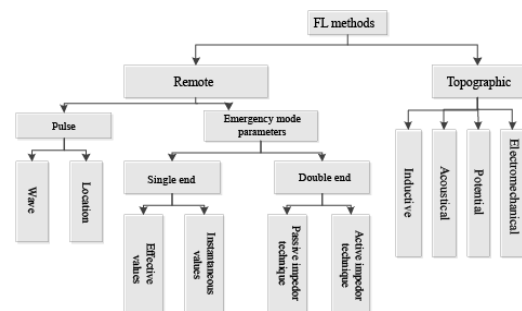 FL methods
Remote
Topographic
Pulse
Emergency mode
parameters
Wave
Location
Single end
Double end
Inductive
Acoustical
Potential
Electromechanical
Effective
values
Instantaneous
values
Passive impedor
technique
Active impedor
technique